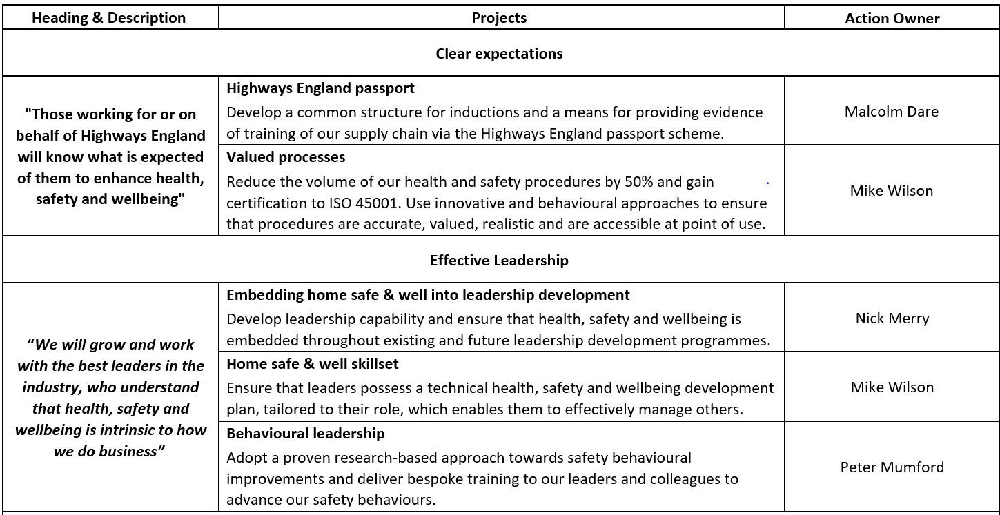 Heading & Description
Projects
Action Owner
Clear expectations
"Those working for or on
behalf of Highways England
will know what is expected
of them to enhance health,
safety and wellbeing"
Highways England passport
Develop a common structure for inductions and a means for providing evidence
of training of our supply chain via the Highways England passport scheme.
Malcolm Dare
Valued processes
Reduce the volume of our health and safety procedures by 50% and gain
certification to ISO 45001. Use innovative and behavioural approaches to ensure
that procedures are accurate, valued, realistic and are accessible at point of use.
Mike Wilson
Effective Leadership
“We will grow and work
with the best leaders in the
industry, who understand
that health, safety and
wellbeing is intrinsic to how
we do business”
Embedding home safe & well into leadership development
Develop leadership capability and ensure that health, safety and wellbeing is
embedded throughout existing and future leadership development programmes.
Nick Merry
Home safe & well skillset
Ensure that leaders possess a technical health, safety and wellbeing development
plan, tailored to their role, which enables them to effectively manage others.
Mike Wilson
Behavioural leadership
Adopt a proven research-based approach towards safety behavioural
improvements and deliver bespoke training to our leaders and colleagues to
advance our safety behaviours.
Peter Mumford